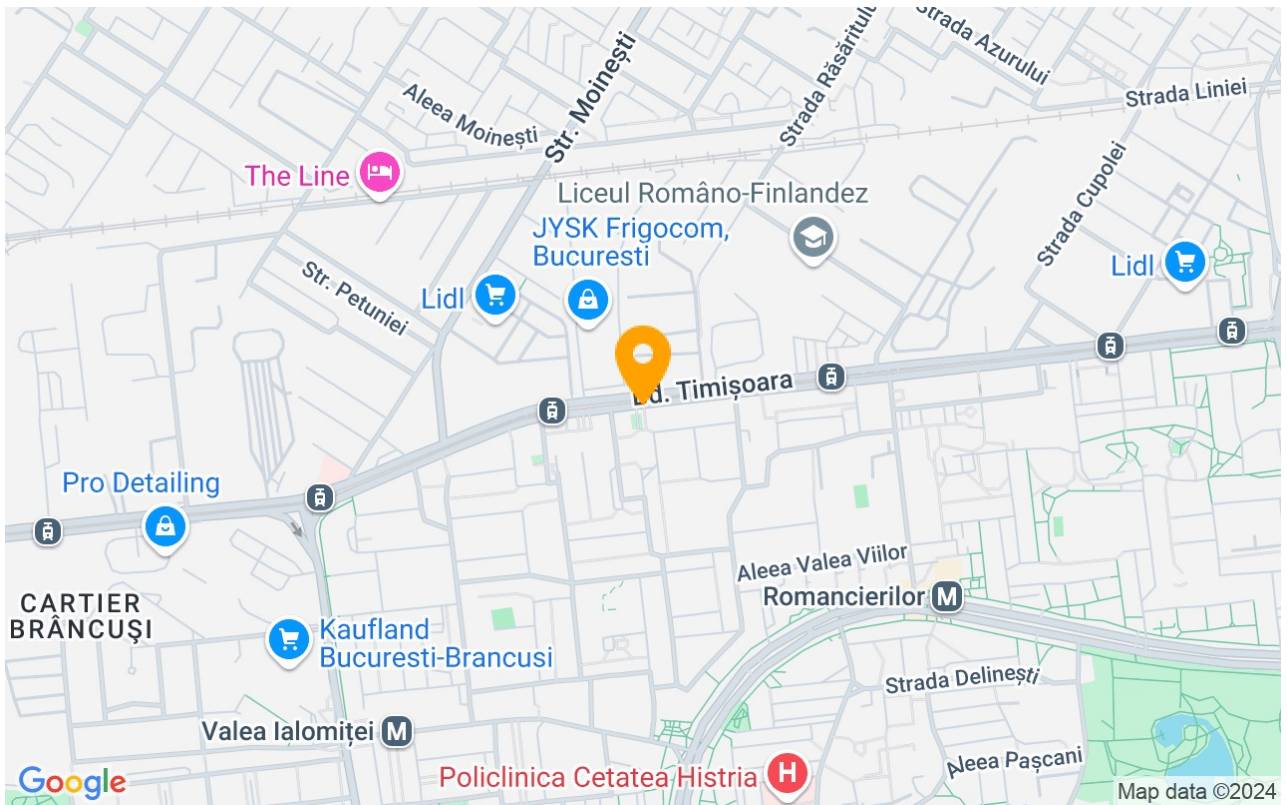 Strada Azurului
Strada Răsăritulu
Strada Liniei
Aleea Moinești
Str. Moinești
The Line
Liceul Româno-Finlandez
Strada Cupolei
JYSK Frigocom,
Bucuresti
Lidl
Str. Petuniei
Lidl
Bd. Timișoara
Pro Detailing
Aleea Valea Viilor
Romancierilor M
CARTIER
BRÂNCUȘI
Kaufland
Bucuresti-Brancusi
Strada Delinești
Valea Ialomiței M
Aleea Pașcani
Policlinica Cetatea Histria H
Google
Map data ©2024